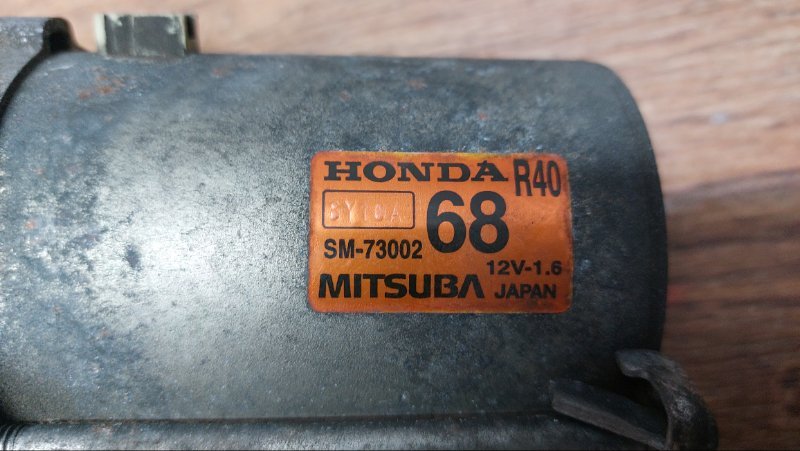 HONDA R40
68
SM-73002
12V-1.6
MITSUBA JAPAN